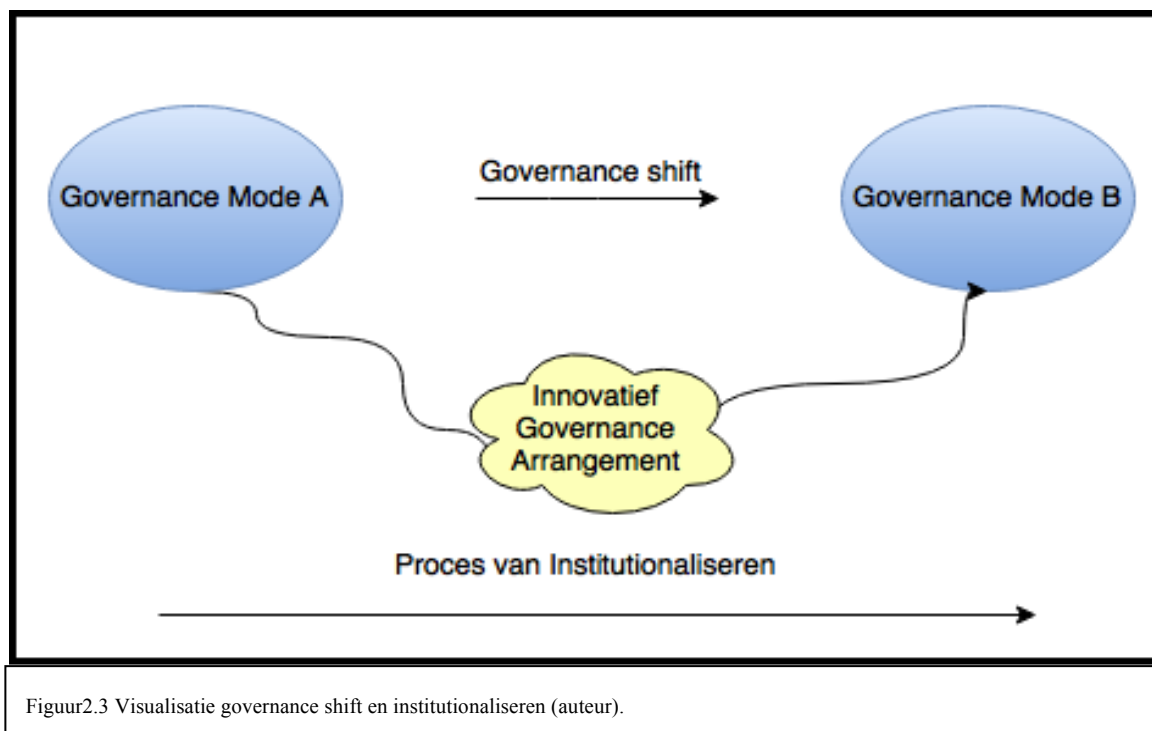 Governance shift
Governance Mode A
Governance Mode B
Innovatief
Governance
Arrangement
Proces van Institutionaliseren
Figuur2.3 Visualisatie governance shift en institutionaliseren (auteur).